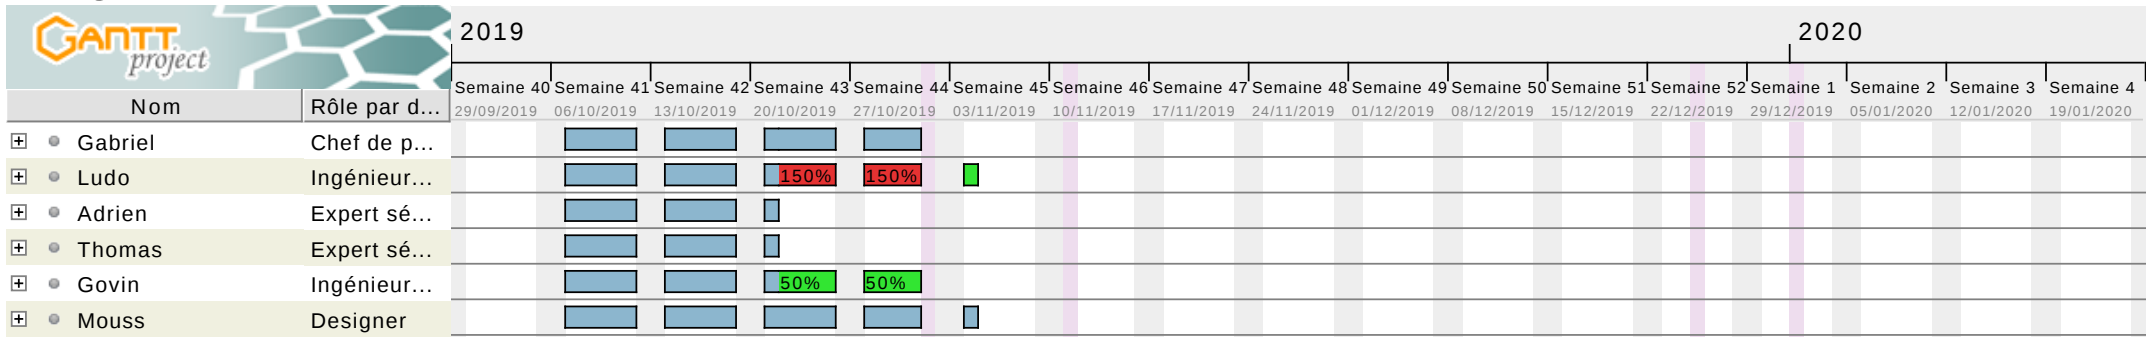 GANTT
project
2019 2020
Semaine 40 Semaine 41 Semaine 42 Semaine 43 Semaine 44 Semaine 45 Semaine 46 Semaine 47 Semaine 48 Semaine 49 Semaine 50 Semaine 51 Semaine 52 Semaine 1 Semaine 2 Semaine 3 Semaine 4
Nom Rôle par d... 29/09/2019 06/10/2019 13/10/2019 20/10/2019 27/10/2019 03/11/2019 10/11/2019 17/11/2019 24/11/2019 01/12/2019 08/12/2019 15/12/2019 22/12/2019 29/12/2019 05/01/2020 12/01/2020 19/01/2020
Gabriel Chef de p...
Ludo Ingénieur... 150% 150%
Adrien Expert sé...
Thomas Expert sé...
Govin Ingénieur... 50% 50%
Mouss Designer